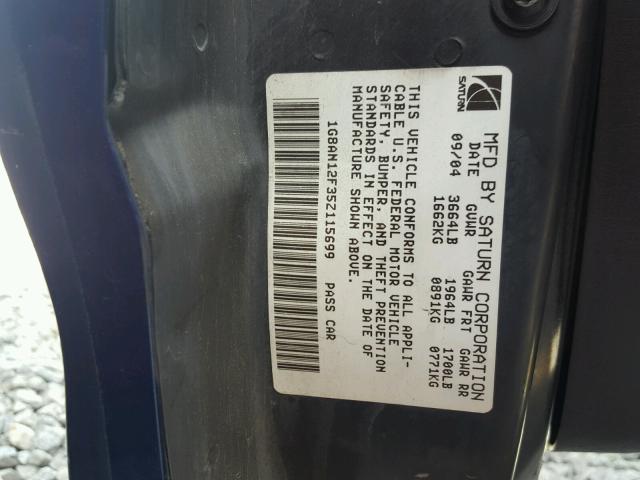 SATURN
MFD BY SATURN CORPORATION
DATE GVWR GAWR FRT GAWR RR
09/04 3664LB 1964LB 1700LB
1662KG 0891KG 0771KG
THIS VEHICLE CONFORMS TO ALL APPLI-
CABLE U.S. FEDERAL MOTOR VEHICLE
SAFETY, BUMPER, AND THEFT PREVENTION
STANDARDS IN EFFECT ON THE DATE OF
MANUFACTURE SHOWN ABOVE.
1G8AN12F35Z115699 PASS CAR